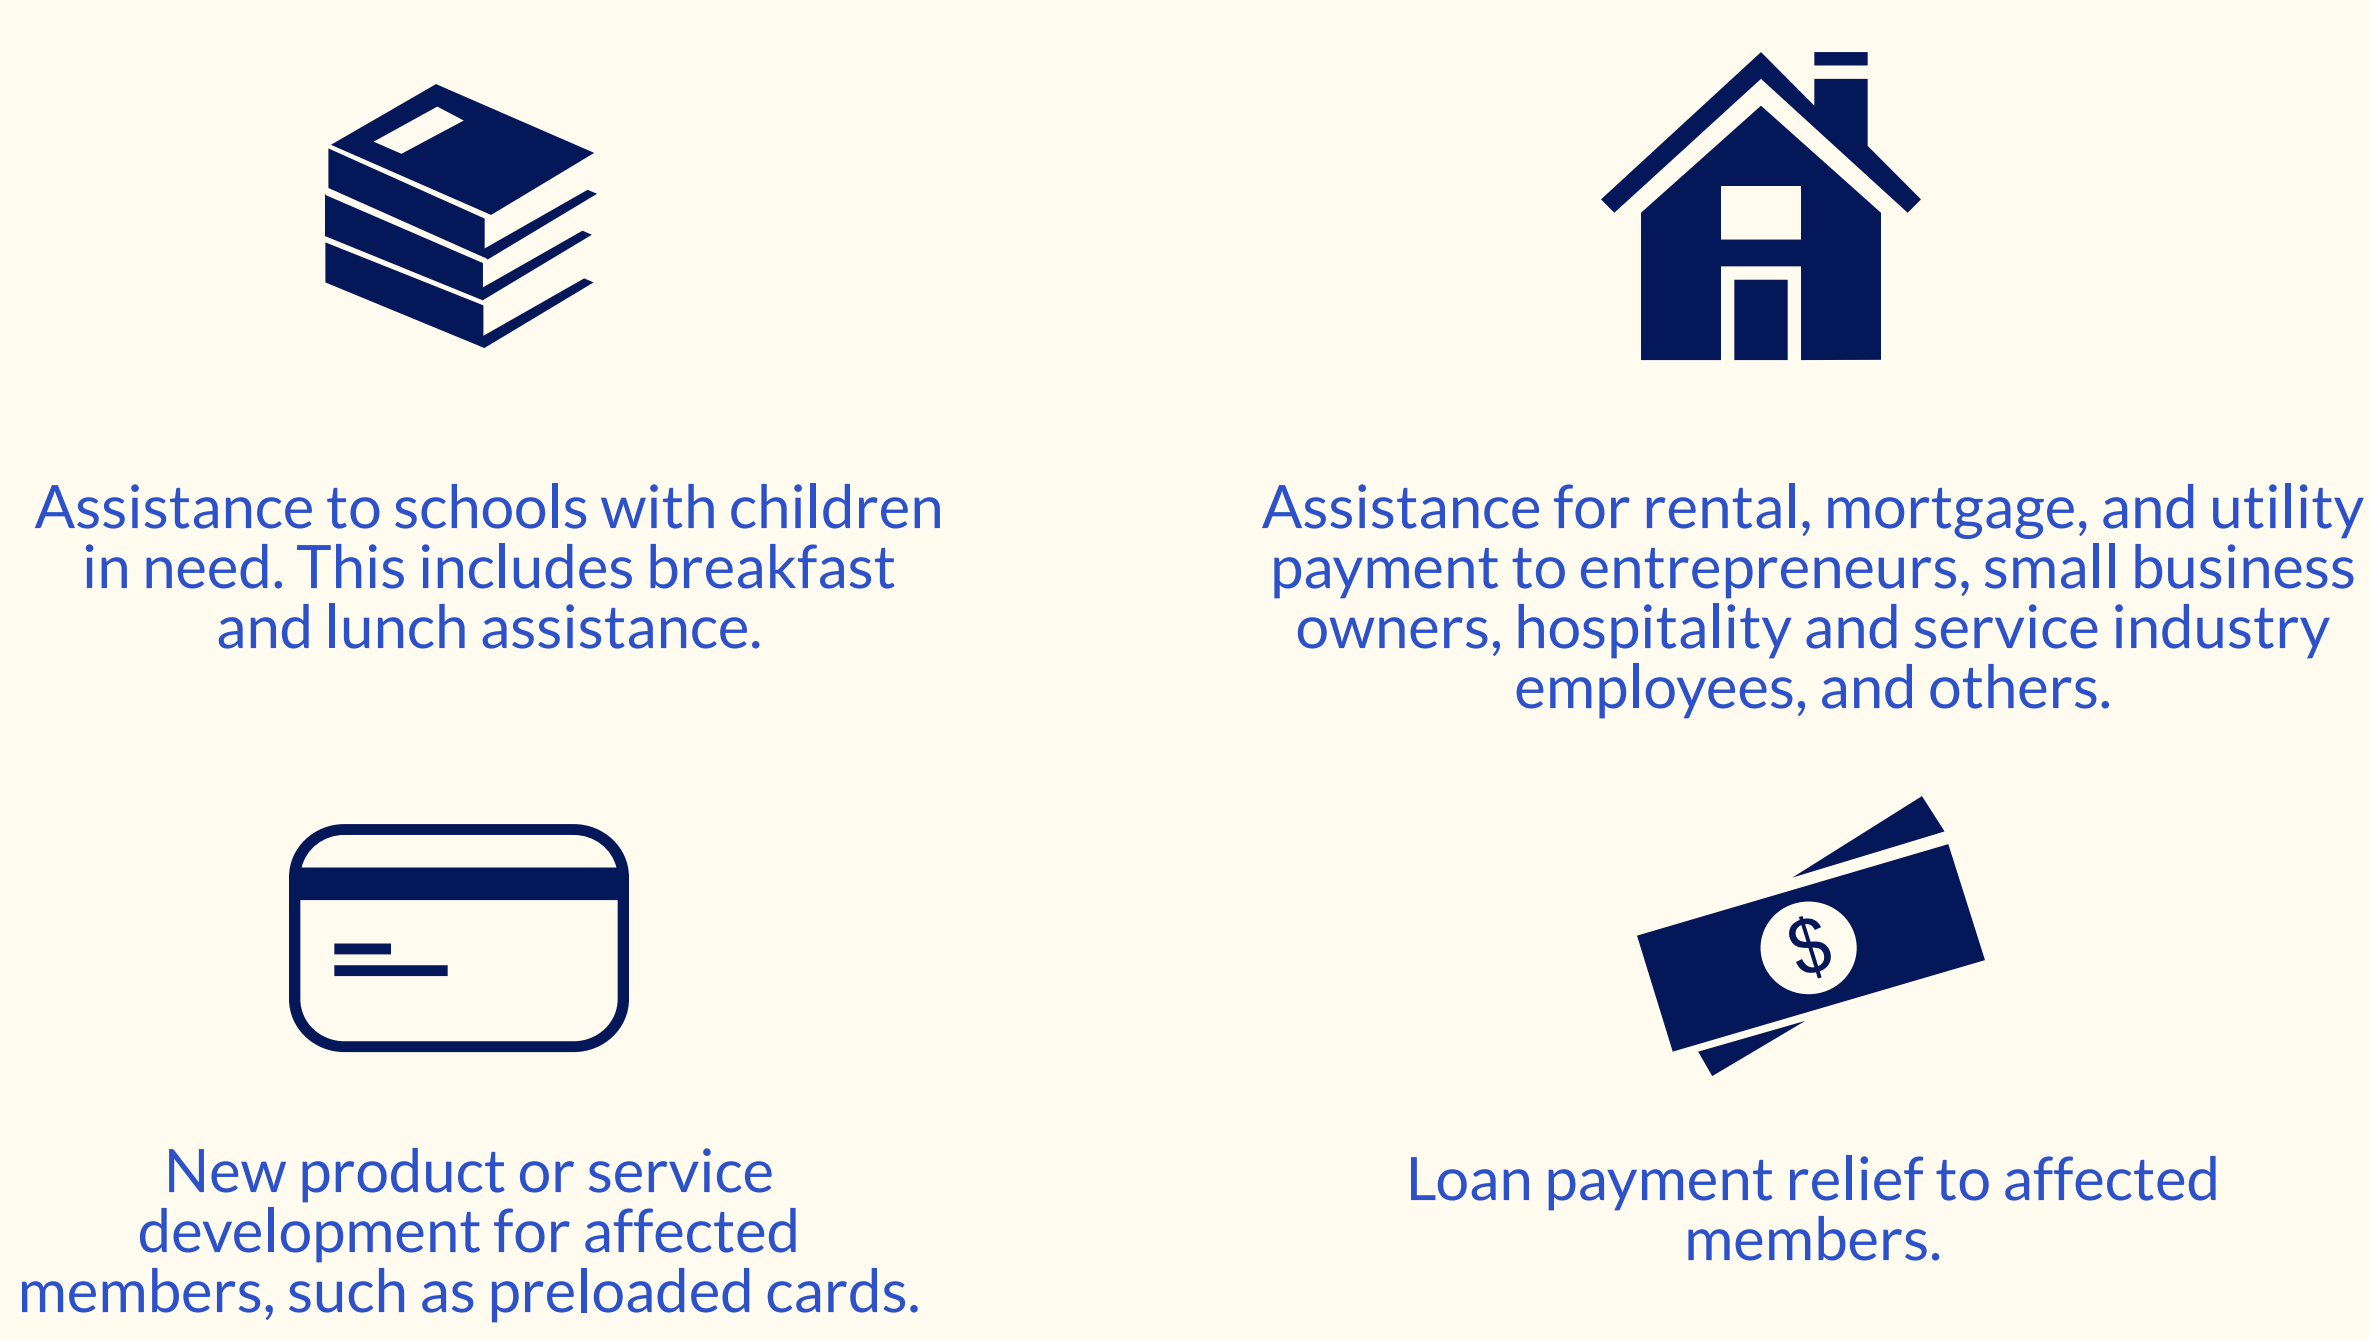 Assistance to schools with children
in need. This includes breakfast
and lunch assistance.
Assistance for rental, mortgage, and utility
payment to entrepreneurs, small business
owners, hospitality and service industry
employees, and others.
New product or service
development for affected
members, such as preloaded cards.
$
Loan payment relief to affected
members.